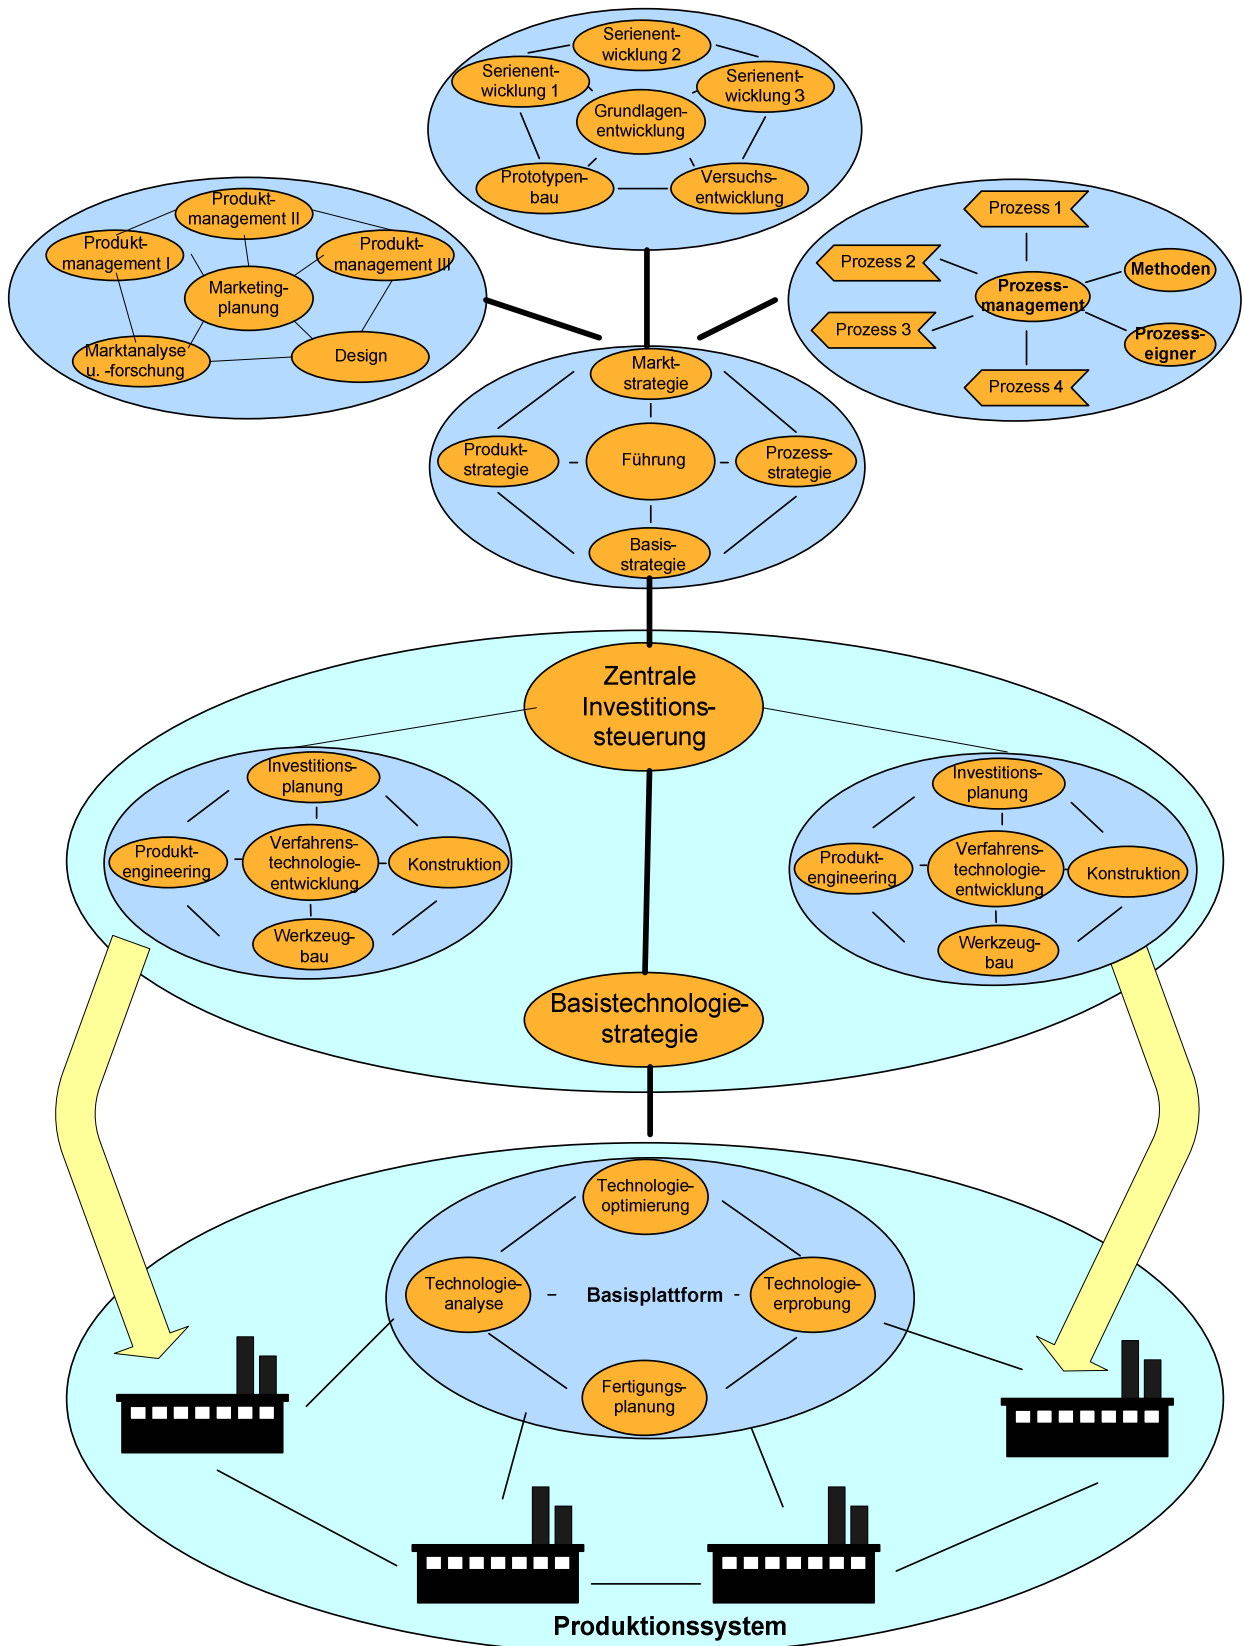 Serienent-
wicklung 2
Serienent-
wicklung 1
Serienent-
wicklung 3
Grundlagen-
entwicklung
Prototypen-
bau
Versuchs-
entwicklung
Produkt-
management II
Produkt-
management I
Produkt-
management III
Marketing-
planung
Marktanalyse
u. -forschung
Design
Prozess 1
Prozess 2
Methoden
Prozess-
management
Prozess 3
Prozess-
eigner
Prozess 4
Markt-
strategie
Produkt-
strategie
Führung
Prozess-
strategie
Basis-
strategie
Zentrale
Investitions-
steuerung
Investitions-
planung
Produkt-
engineering
Verfahrens-
technologie-
entwicklung
Konstruktion
Werkzeug-
bau
Investitions-
planung
Produkt-
engineering
Verfahrens-
technologie-
entwicklung
Konstruktion
Werkzeug-
bau
Basistechnologie-
strategie
Technologie-
optimierung
Technologie-
analyse
Basisplattform
Technologie-
erprobung
Fertigungs-
planung
Produktionssystem